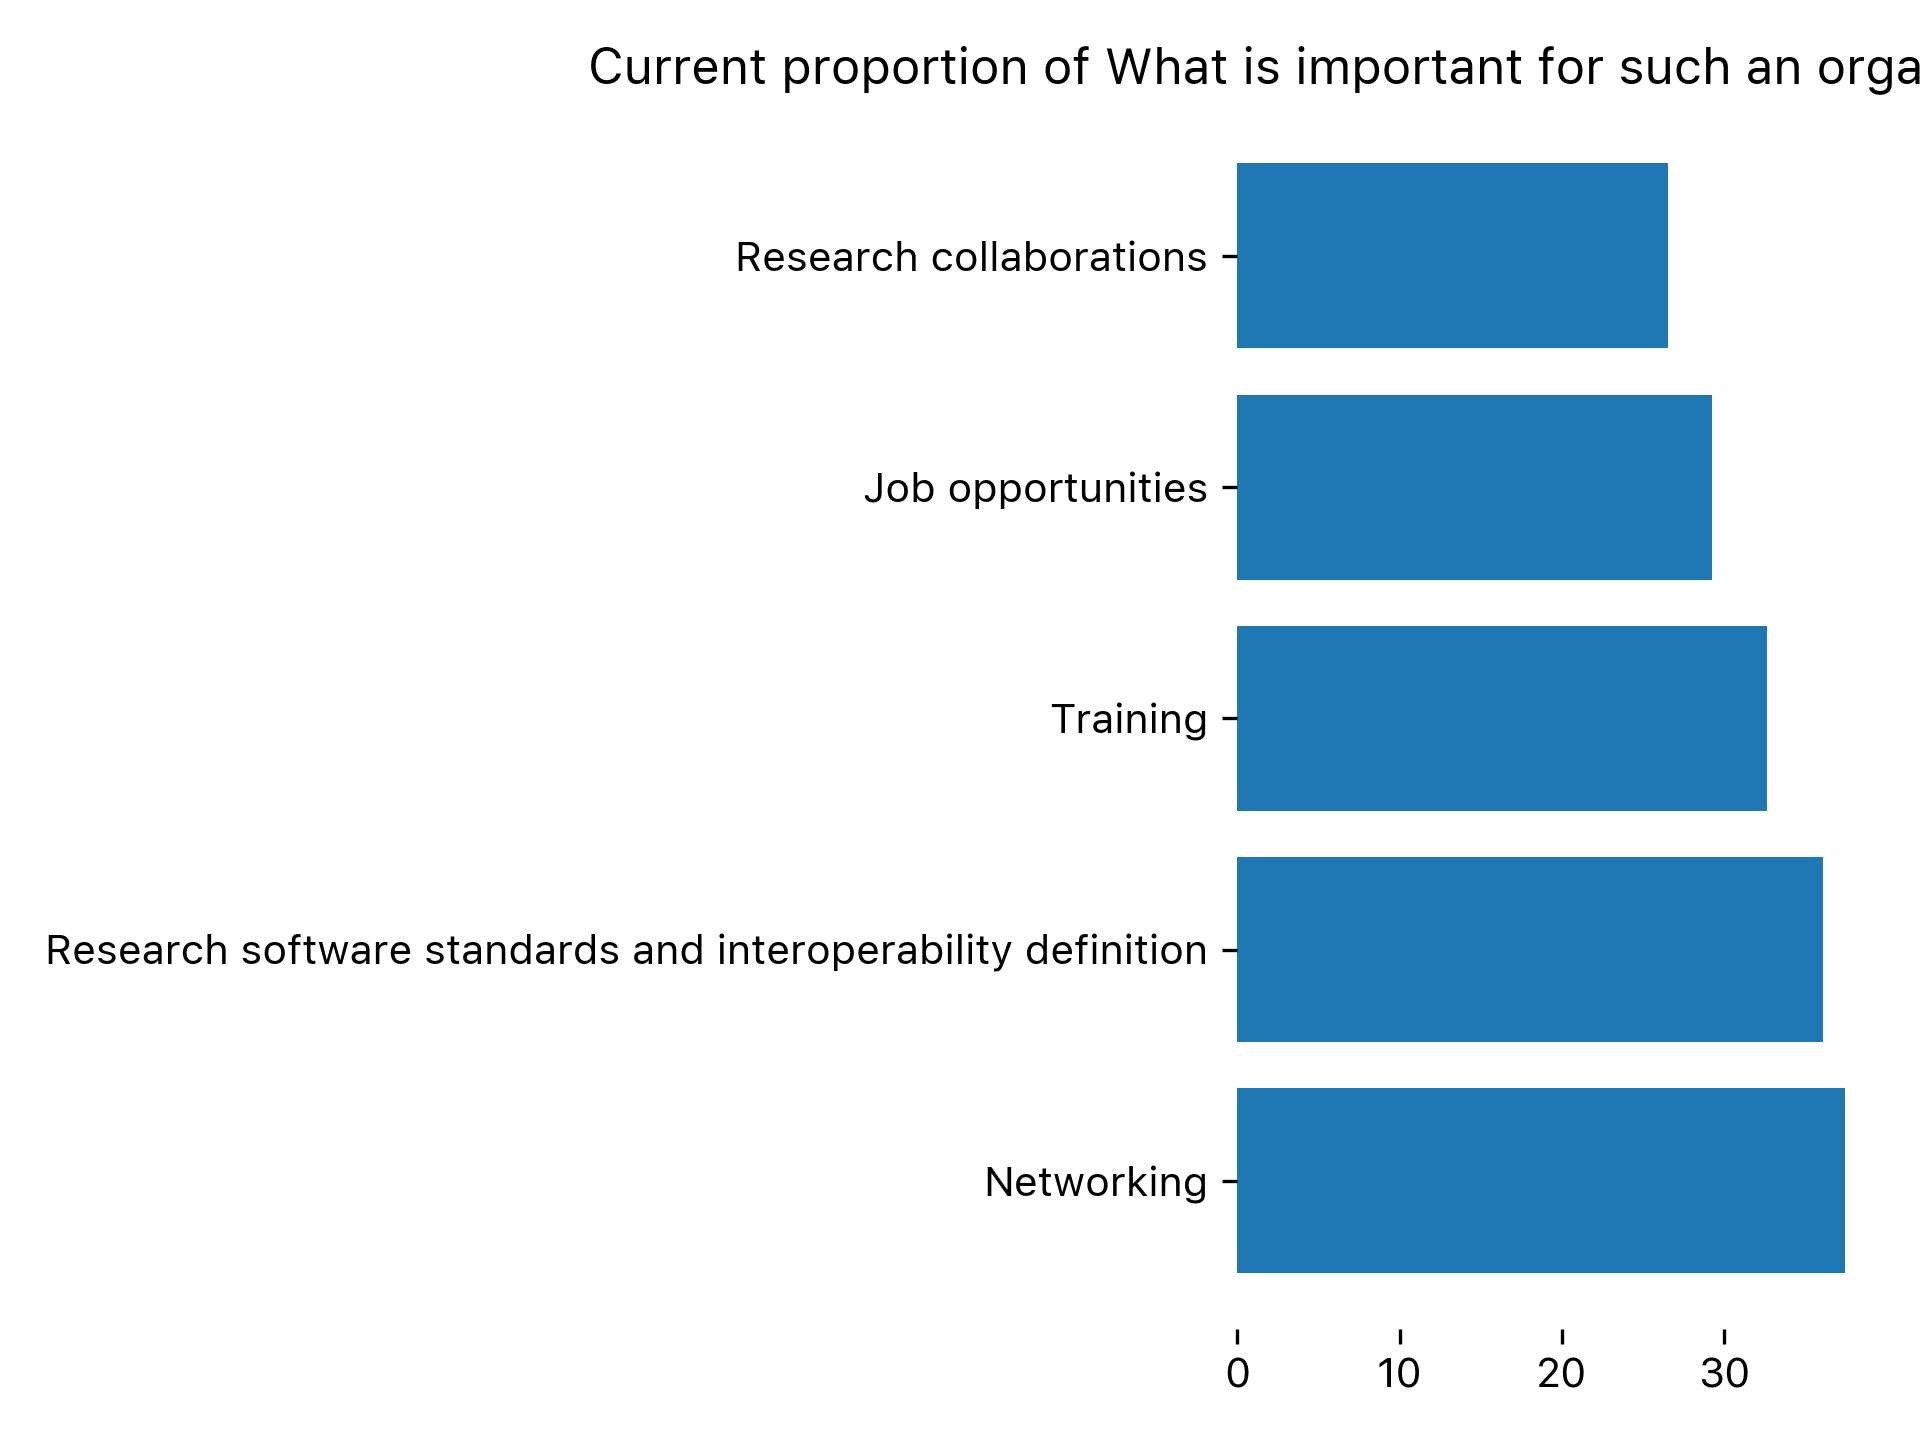 Current proportion of What is important for such an orga
Research collaborations
Job opportunities
Training
Research software standards and interoperability definition
Networking
0 10 20 30